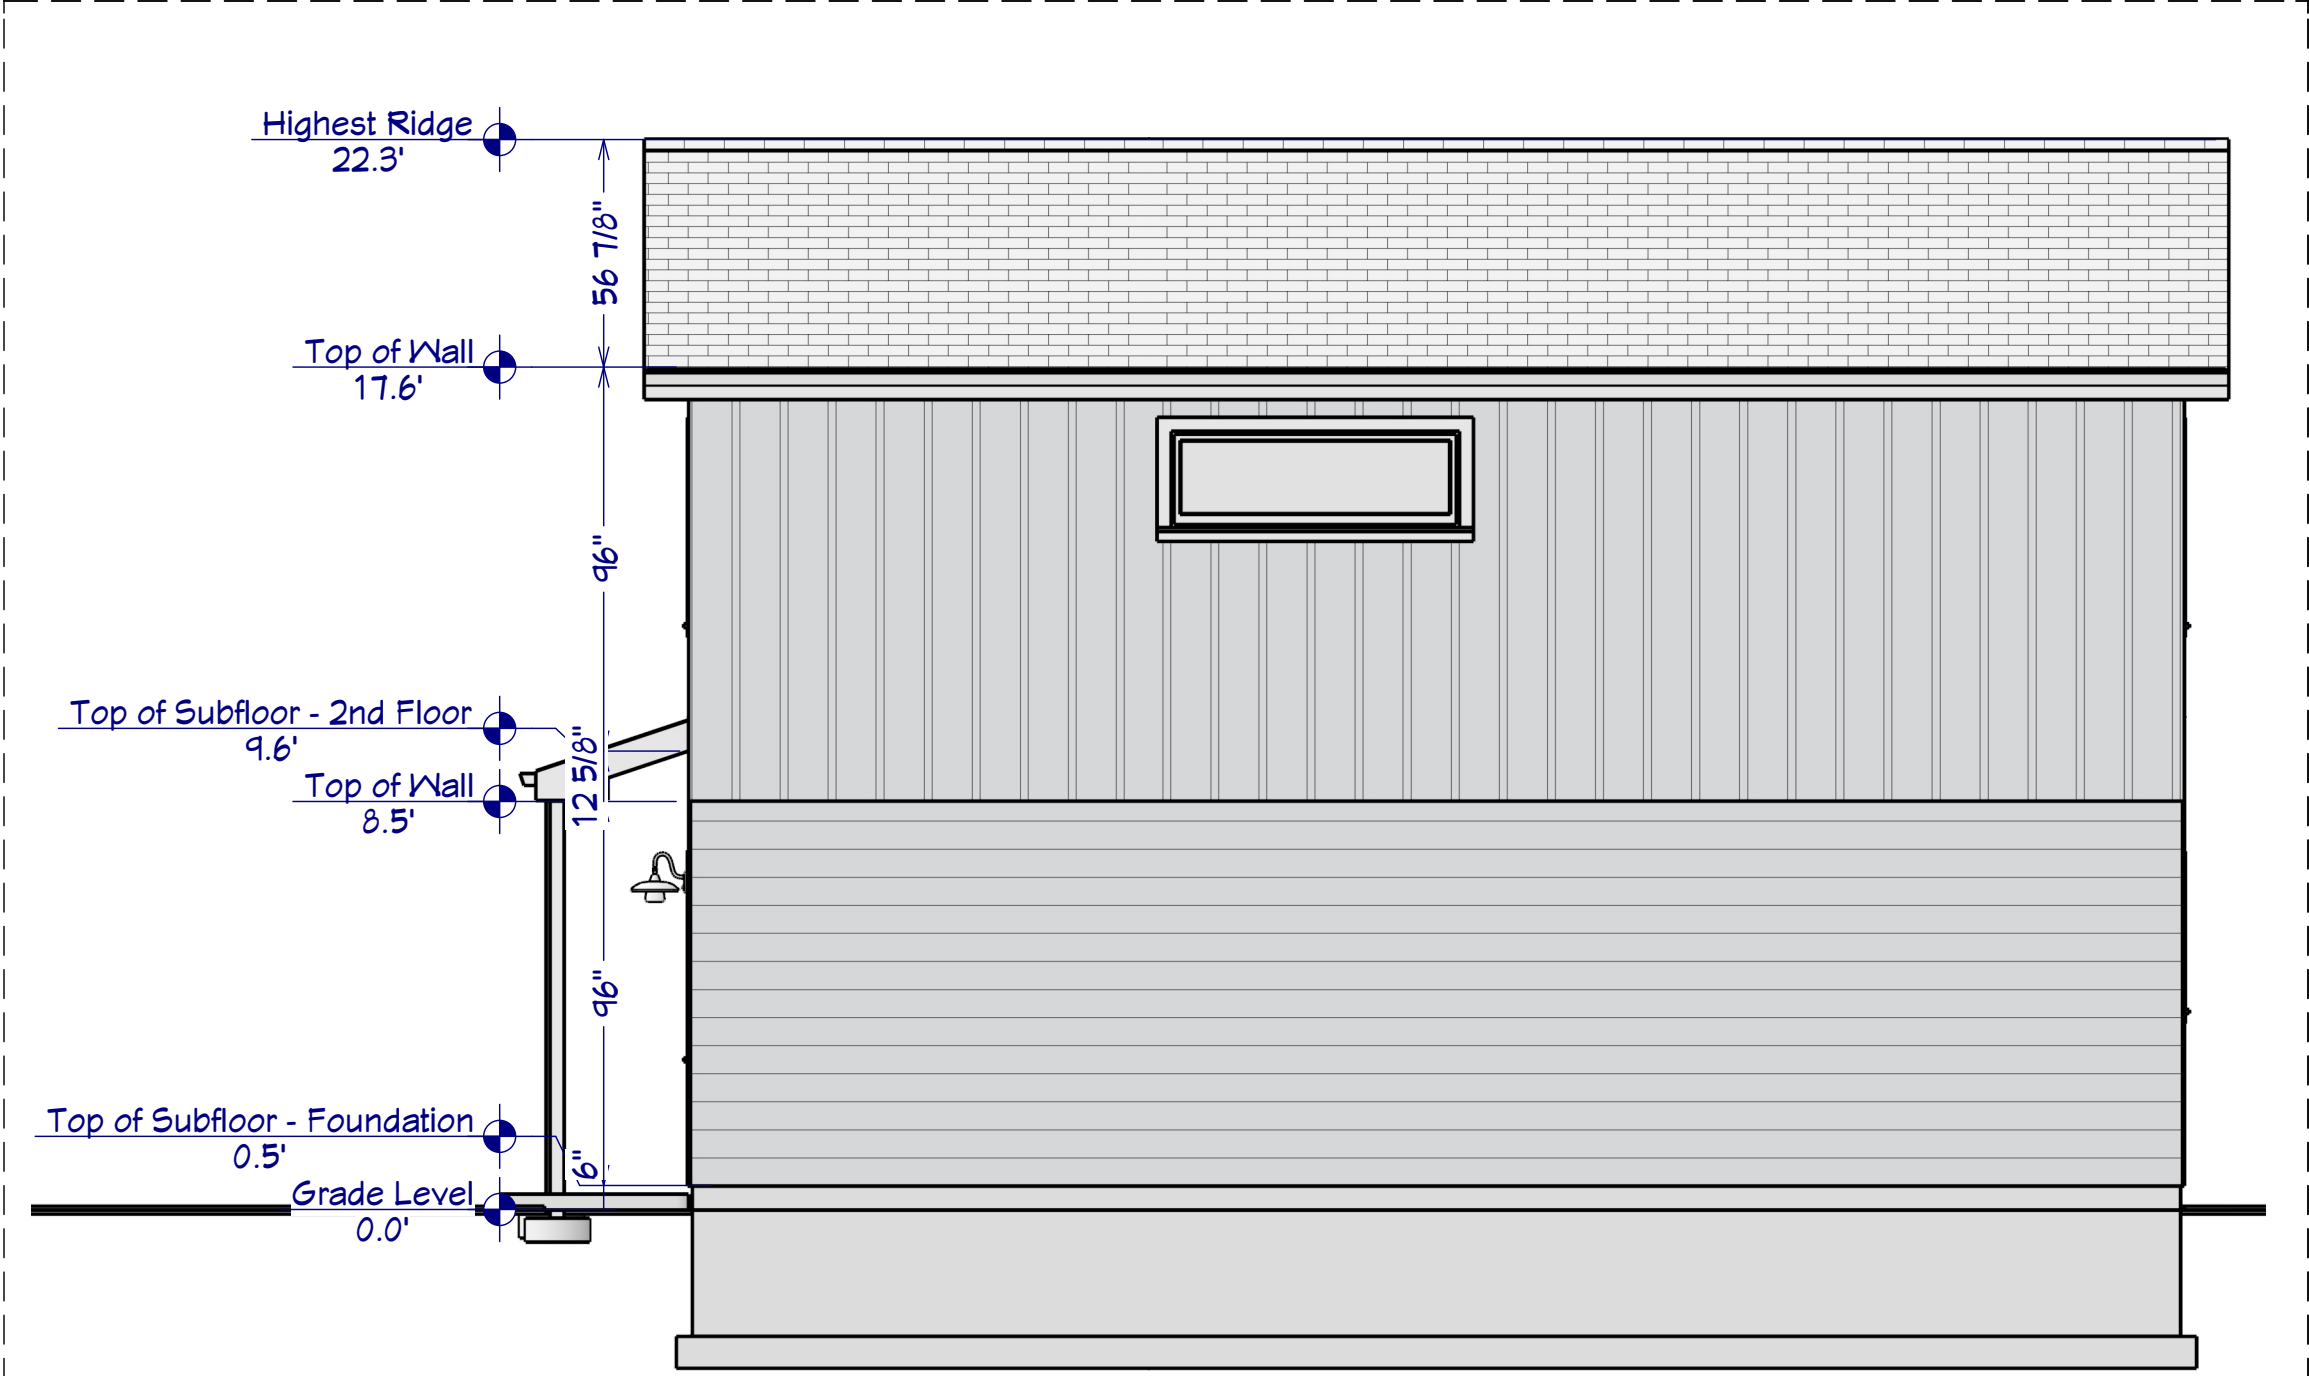 Highest Ridge
22.3'
56 7/8"
Top of Wall
17.6'
96"
Top of Subfloor - 2nd Floor
9.6'
12 5/8"
Top of Wall
8.5'
96"
Top of Subfloor - Foundation
0.5'
6"
Grade Level
0.0'